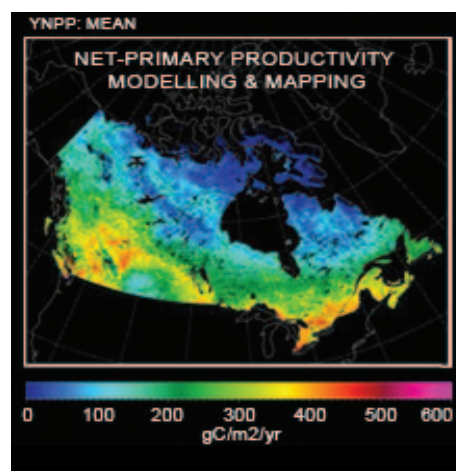 YNPP: MEAN
NET-PRIMARY PRODUCTIVITY
MODELLING & MAPPING
0 100 200 300 400 500 600
gC/m2/yr